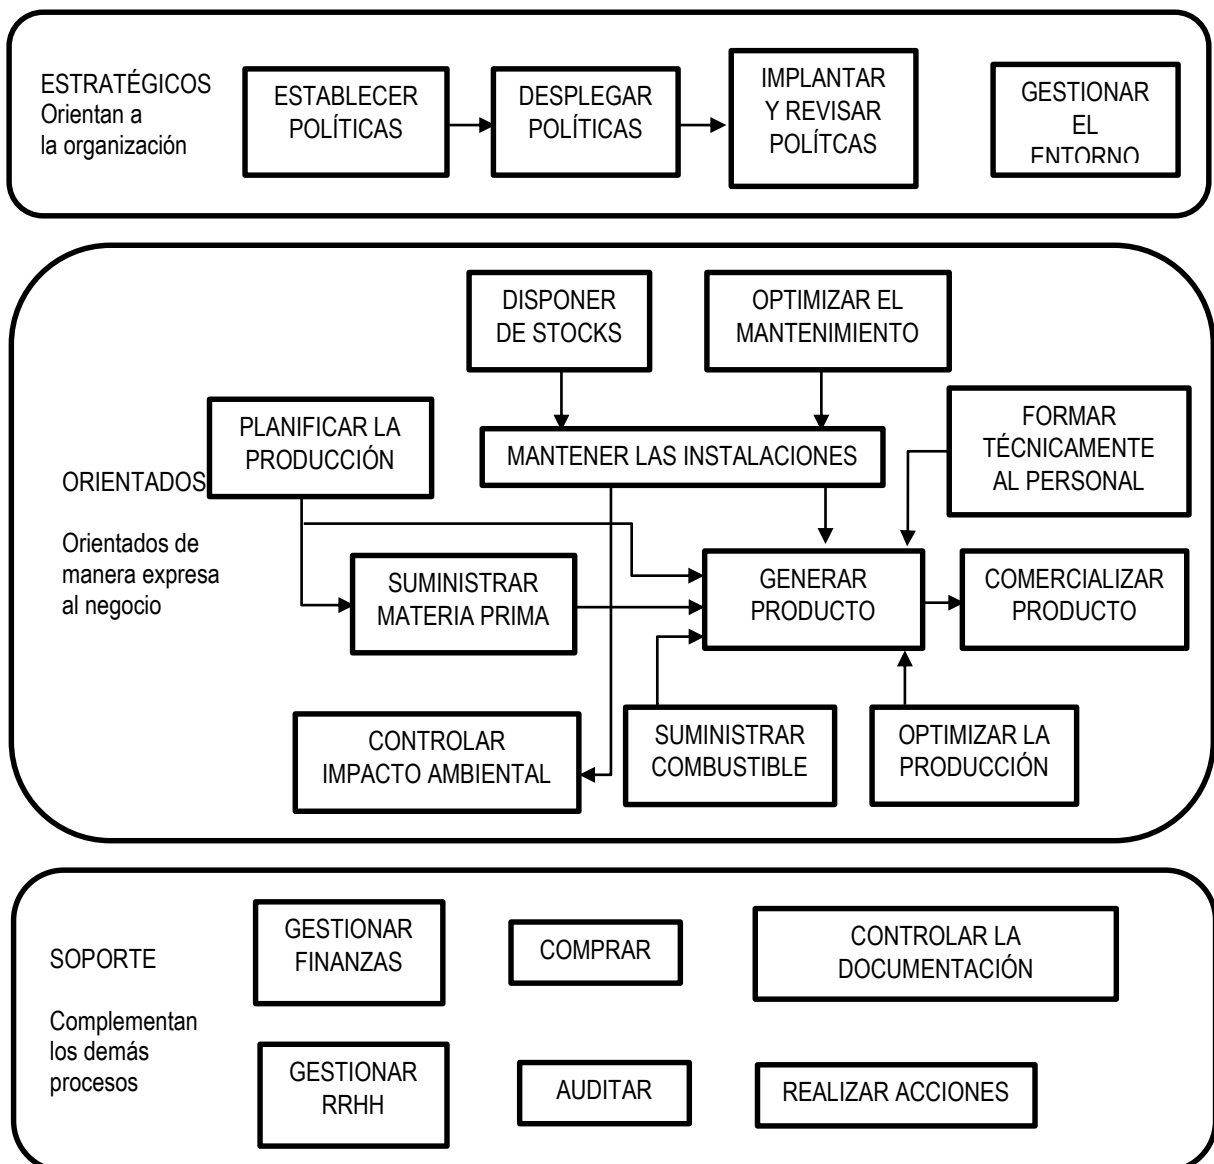 ESTRATÉGICOS
Orientan a
la organización
ESTABLECER
POLÍTICAS
DESPLEGAR
POLÍTICAS
IMPLANTAR
Y REVISAR
POLÍTCAS
GESTIONAR
EL
ENTORNO
DISPONER
DE STOCKS
OPTIMIZAR EL
MANTENIMIENTO
PLANIFICAR LA
PRODUCCIÓN
MANTENER LAS INSTALACIONES
FORMAR
TÉCNICAMENTE
AL PERSONAL
ORIENTADOS
Orientados de
manera expresa
al negocio
SUMINISTRAR
MATERIA PRIMA
GENERAR
PRODUCTO
COMERCIALIZAR
PRODUCTO
CONTROLAR
IMPACTO AMBIENTAL
SUMINISTRAR
COMBUSTIBLE
OPTIMIZAR LA
PRODUCCIÓN
SOPORTE
Complementan
los demás
procesos
GESTIONAR
FINANZAS
COMPRAR
CONTROLAR LA
DOCUMENTACIÓN
GESTIONAR
RRHH
AUDITAR
REALIZAR ACCIONES